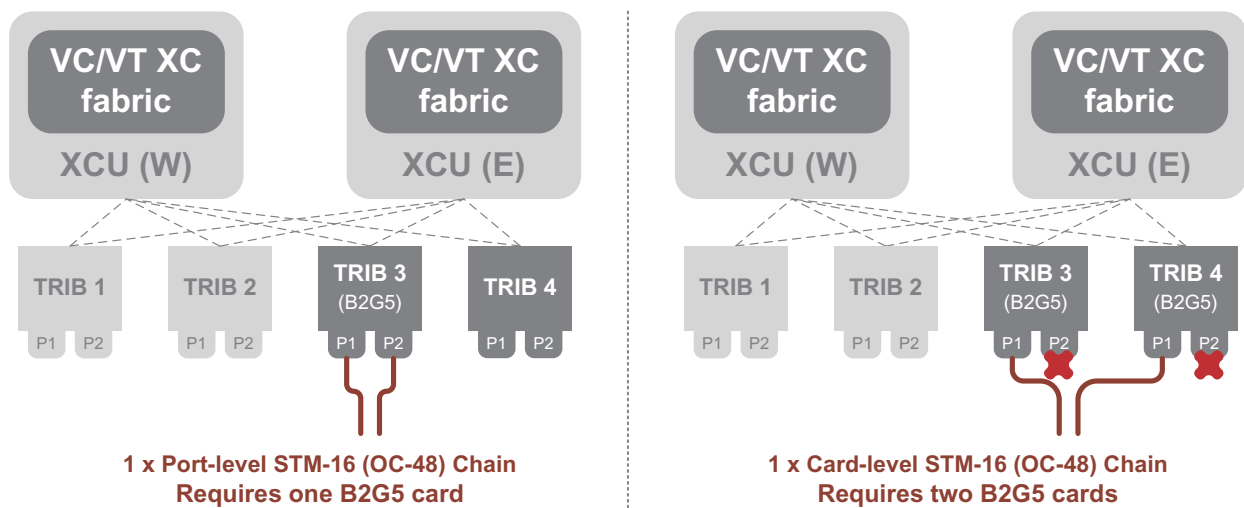 VC/VT XC
fabric
XCU (W)
VC/VT XC
fabric
XCU (E)
TRIB 1
P1 P2
TRIB 2
P1 P2
TRIB 3
(B2G5)
P1 P2
TRIB 4
P1 P2
1 x Port-level STM-16 (OC-48) Chain
Requires one B2G5 card
VC/VT XC
fabric
XCU (W)
VC/VT XC
fabric
XCU (E)
TRIB 1
P1 P2
TRIB 2
P1 P2
TRIB 3
(B2G5)
P1 P2
TRIB 4
(B2G5)
P1 P2
1 x Card-level STM-16 (OC-48) Chain
Requires two B2G5 cards